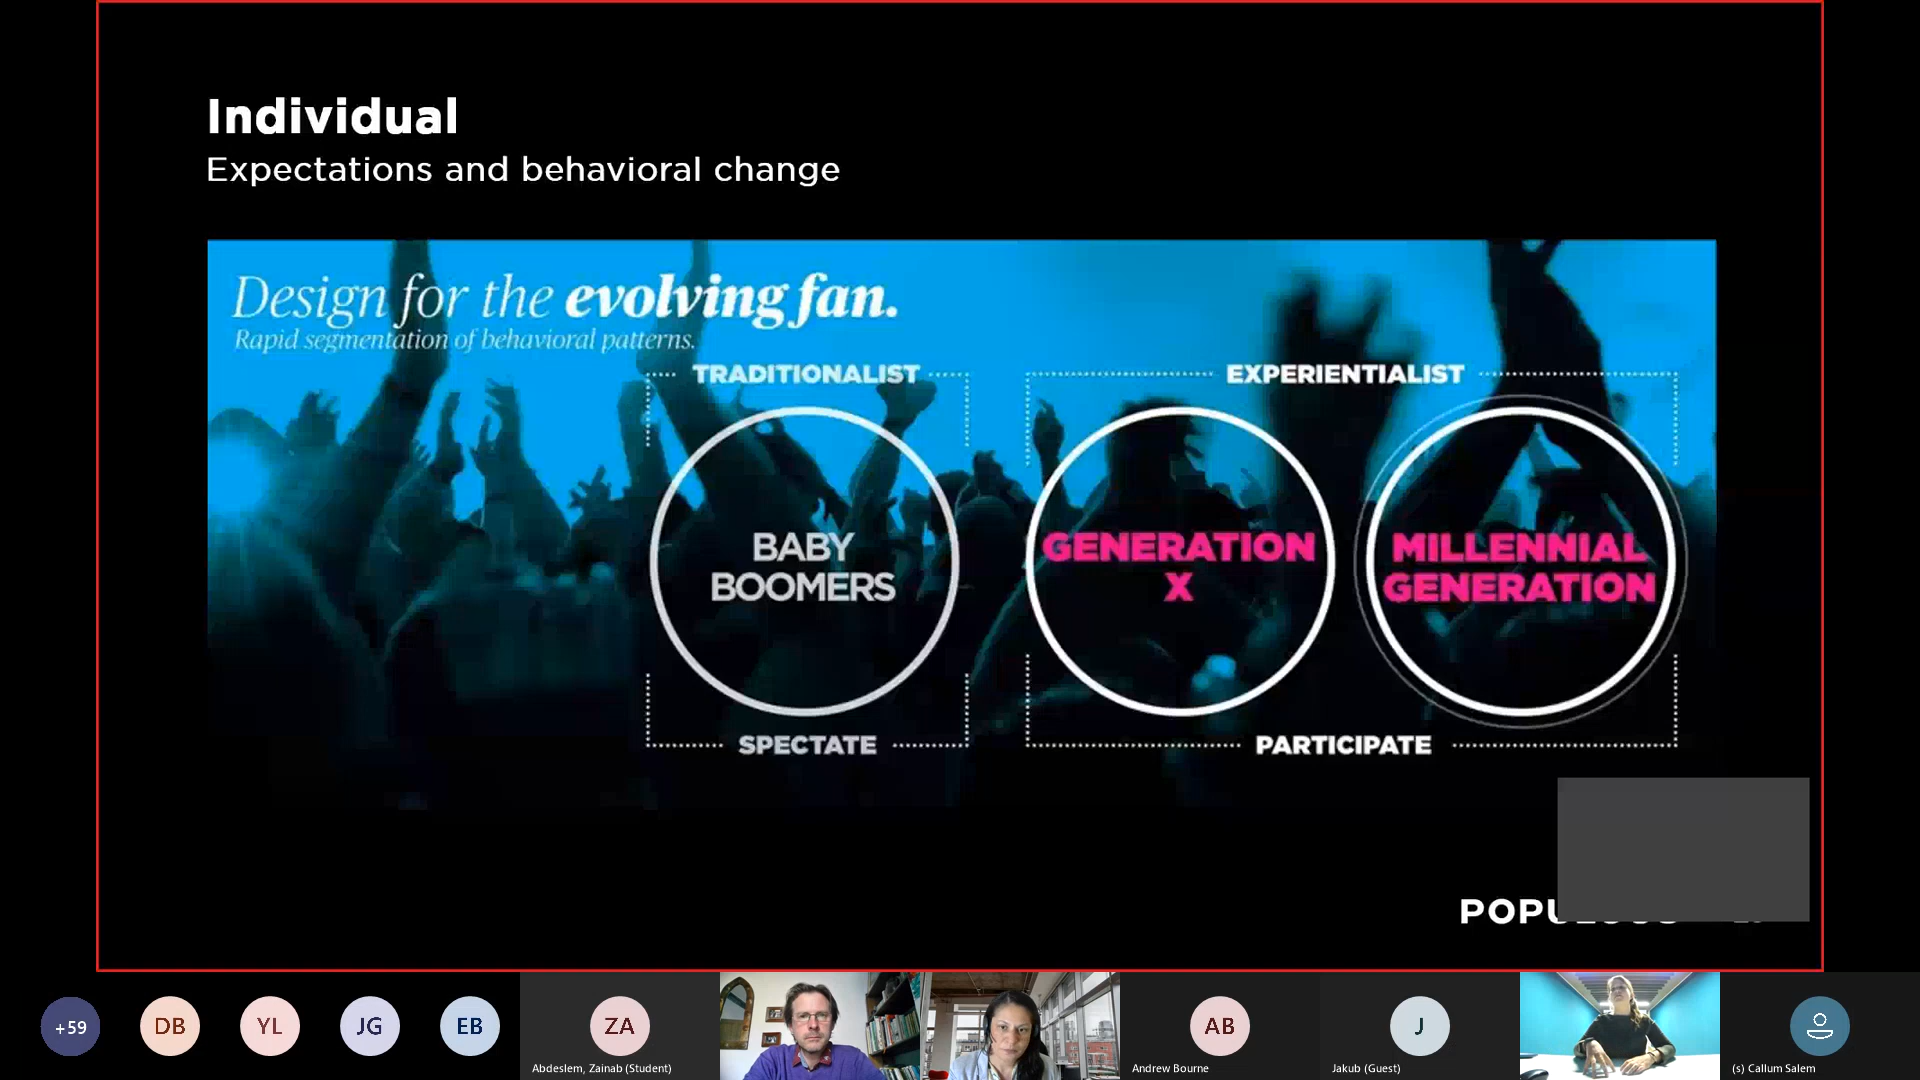 Individual
Expectations and behavioral change
Design for the evolving fan.
Rapid segmentation of behavioral patterns.
TRADITIONALIST
EXPERIENTIALIST
BABY
BOOMERS
GENERATION
X
MILLENNIAL
GENERATION
SPECTATE
PARTICIPATE
+59
DB
YL
JG
EB
ZA
AB
J
Abdeslem, Zainab (Student)
Andrew Bourne
Jakub (Guest)
(s) Callum Salem